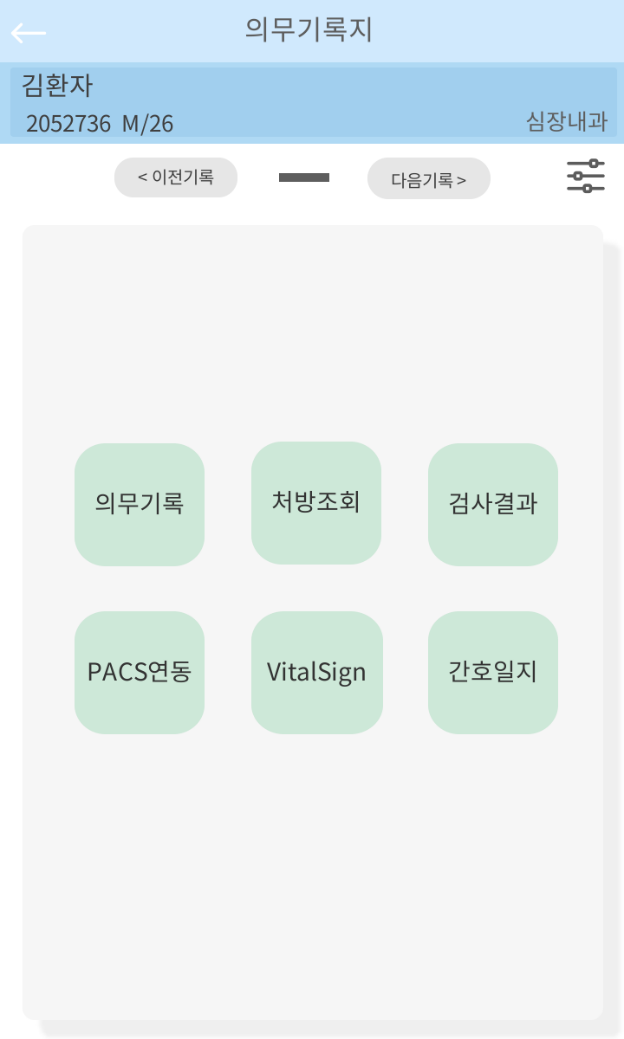 의무기록지
김환자
2052736 M/26
심장내과
< 이전기록
다음기록 >
의무기록
처방조회
검사결과
PACS연동
VitalSign
간호일지